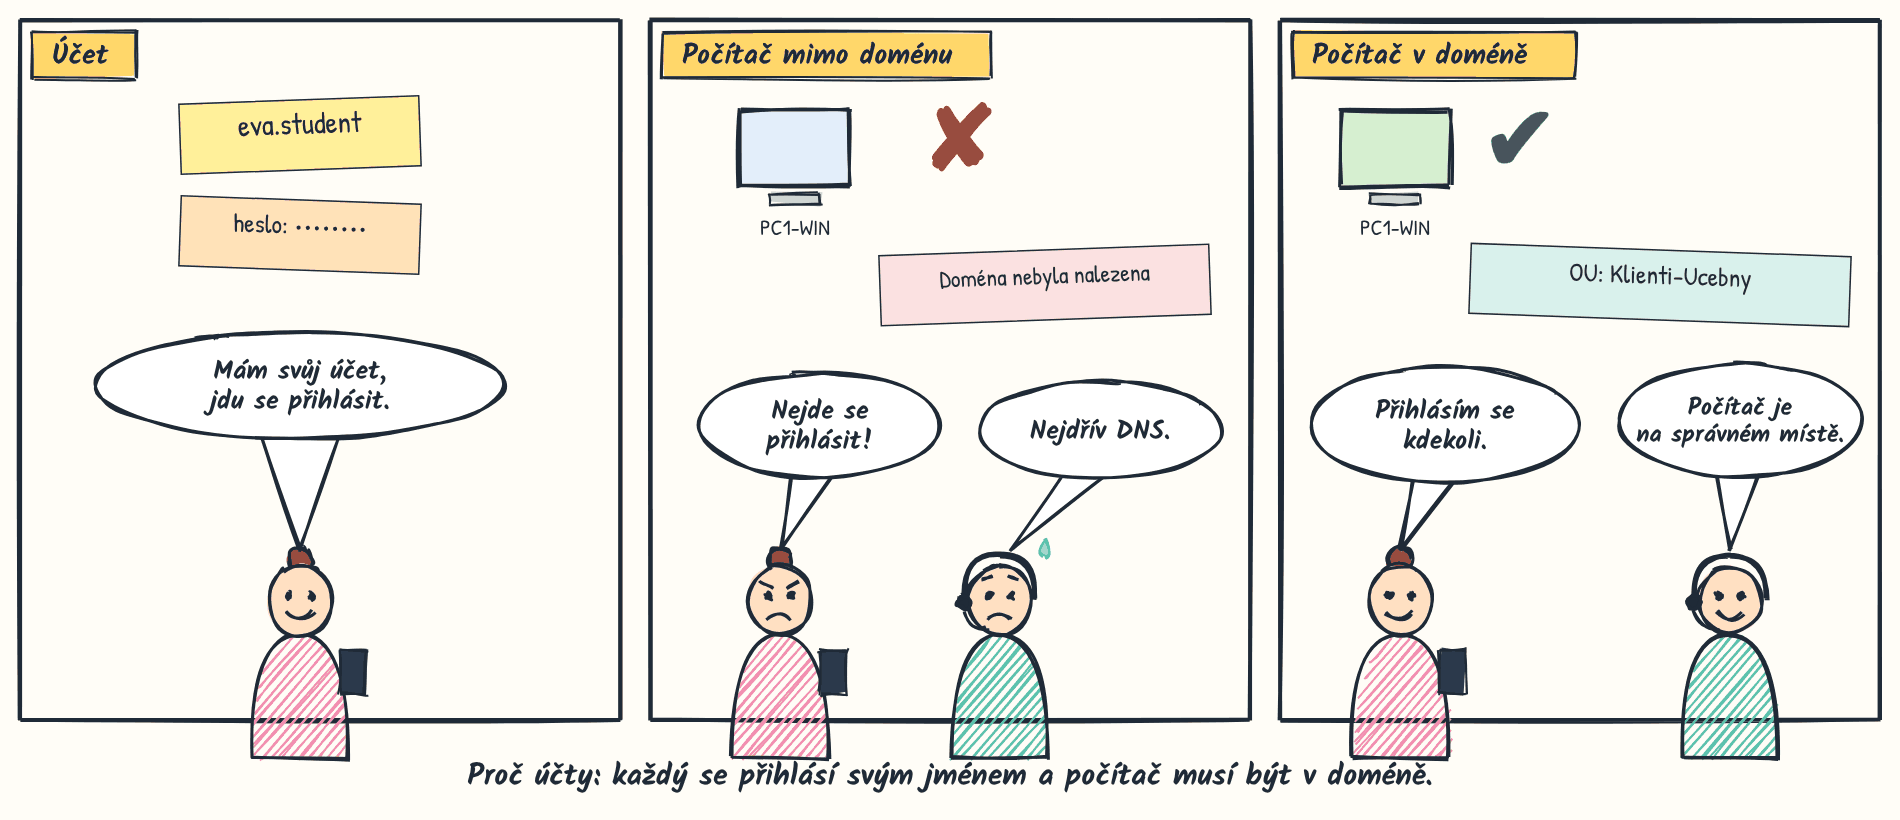 Účet
eva.student
heslo: ••••••••
Mám svůj účet,
jdu se přihlásit.
Počítač mimo doménu
PC1-WIN
Doména nebyla nalezena
Nejde se
přihlásit!
Nejdřív DNS.
Počítač v doméně
PC1-WIN
OU: Klienti-Ucebny
Přihlásím se
kdekoli.
Počítač je
na správném místě.
Proč účty: každý se přihlásí svým jménem a počítač musí být v doméně.